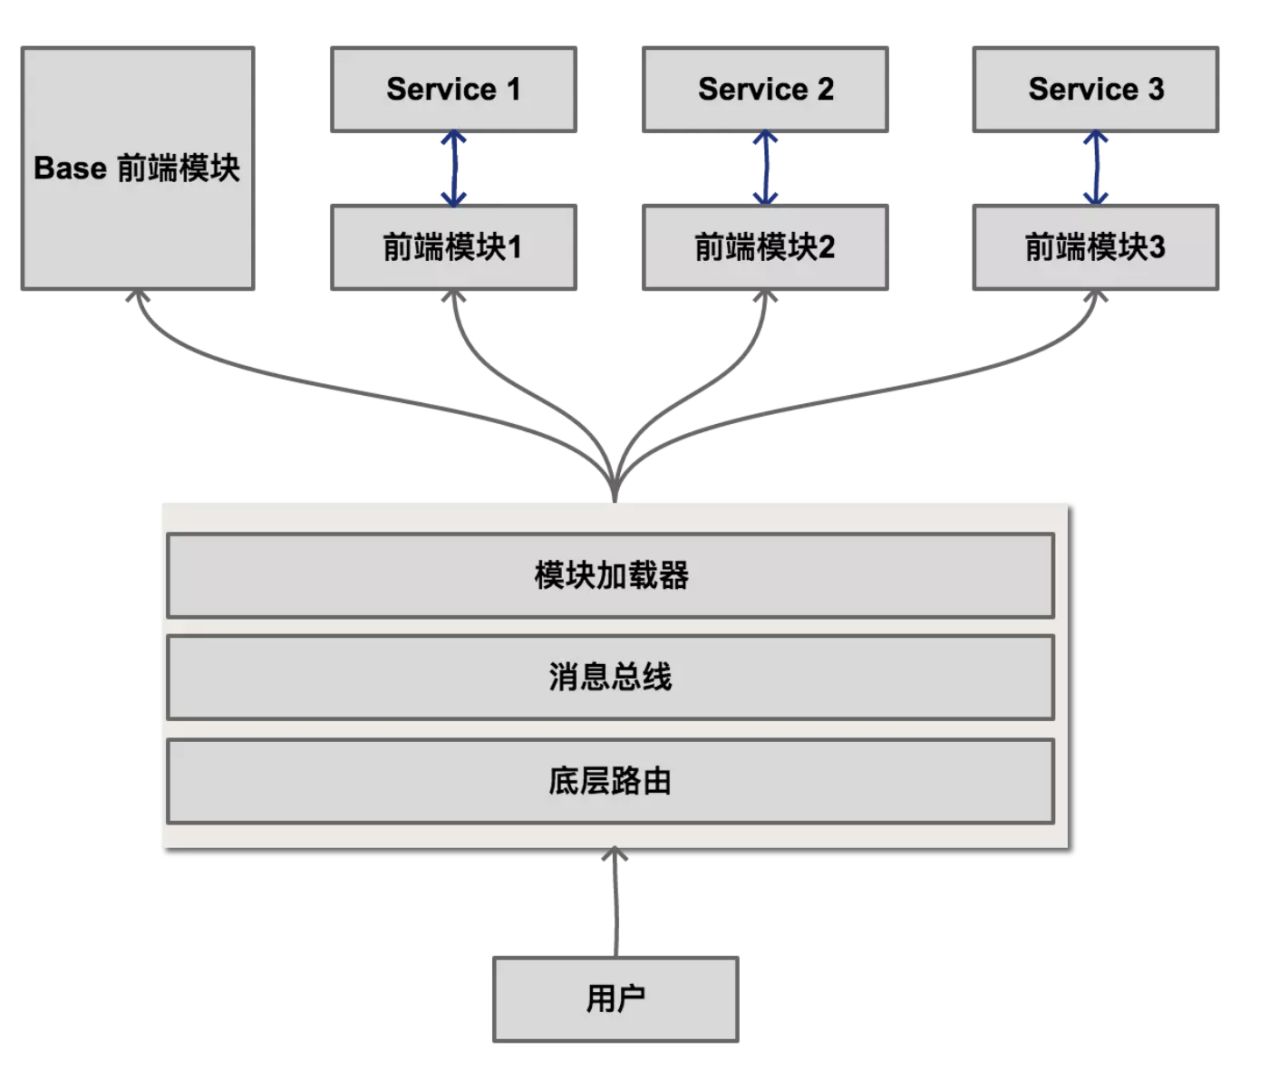 Base 前端模块
Service 1
Service 2
Service 3
前端模块1
前端模块2
前端模块3
模块加载器
消息总线
底层路由
用户